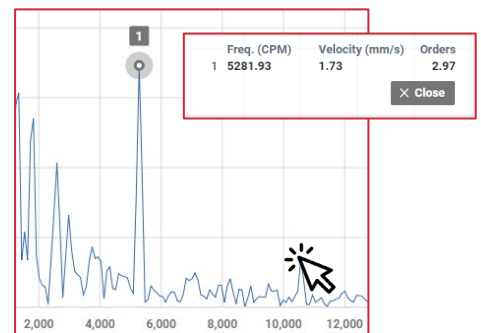 1
Freq. (CPM) Velocity (mm/s) Orders
1 5281.93 1.73 2.97
× Close
2,000 4,000 6,000 8,000 10,000 12,000